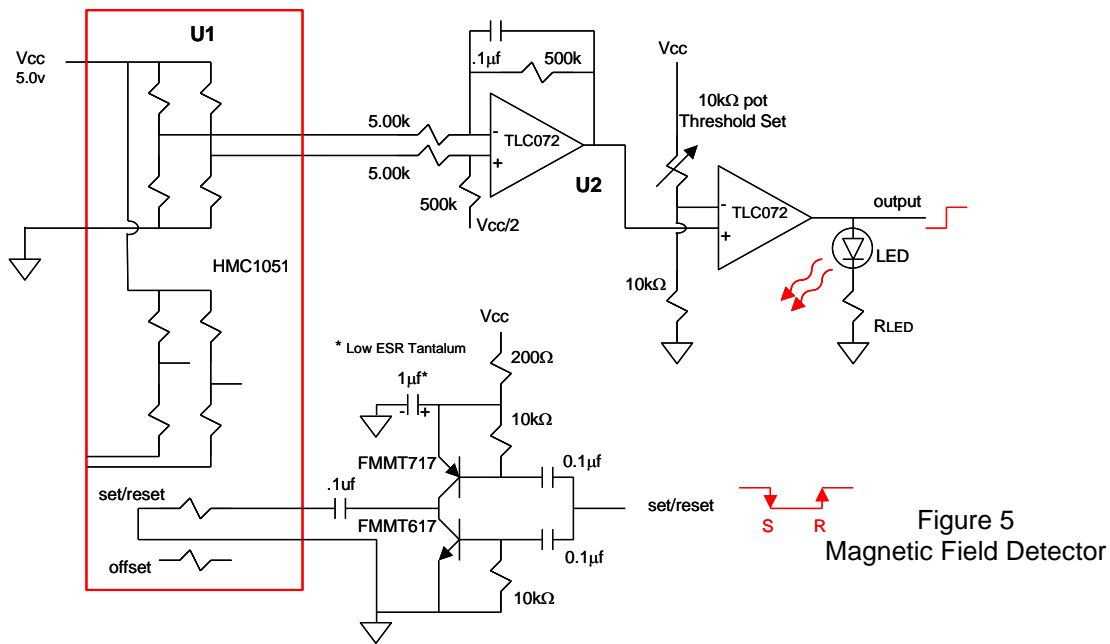 U1
Vcc
5.0v
.1µf
500k
5.00k
5.00k
500k
-
+
TLC072
U2
Vcc/2
Vcc
10kΩ pot
Threshold Set
-
+
TLC072
10kΩ
output
LED
RLED
HMC1051
Vcc
* Low ESR Tantalum
200Ω
1µf*
- +
10kΩ
FMMT717
0.1µf
set/reset
.1uf
FMMT617
set/reset
0.1µf
offset
10kΩ
S R
Figure 5
Magnetic Field Detector